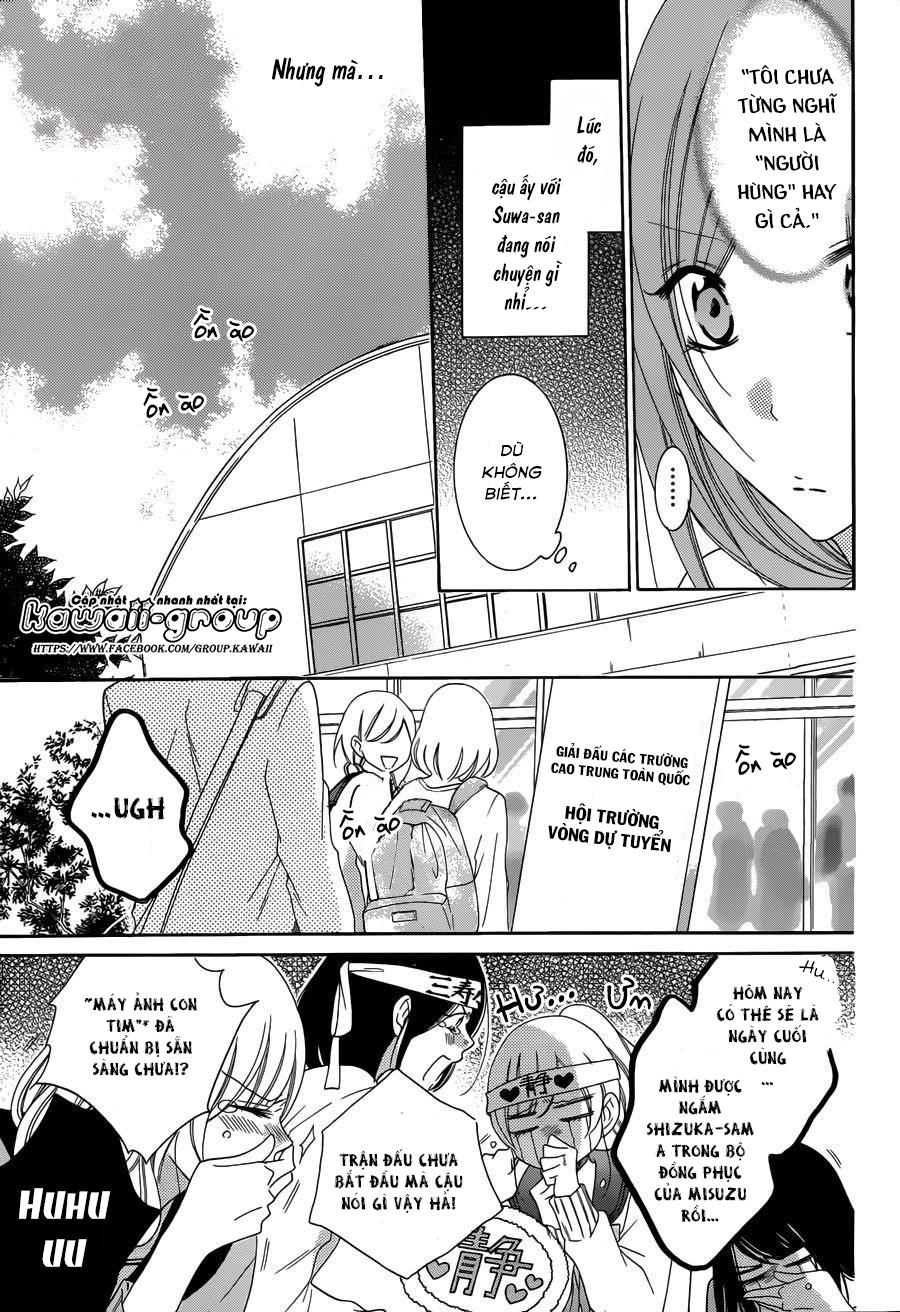 "TÔI CHƯA
TỪNG NGHĨ
MÌNH LÀ
"NGƯỜI
HÙNG" HAY
GÌ CẢ."
Lúc
đó,
cậu ấy với
Suwa-san
đang nói
chuyện gì
nhỉ...
DÙ
KHÔNG
BIẾT...
Nhưng mà...
Ồn ào
Ồn ào
Cập nhật nhanh nhất tại:
kawaii-group
HTTPS://WWW.FACEBOOK.COM/GROUP.KAWAII
Ồn ào
GIẢI ĐẤU CÁC TRƯỜNG
CAO TRUNG TOÀN QUỐC
HỘI TRƯỜNG
VÒNG DỰ TUYỂN
Ồn ào
...UGH
Hu...
HÔM NAY
CÓ THỂ SẼ LÀ
NGÀY CUỐI
CÙNG
...
MÌNH ĐƯỢC
NGẮM
SHIZUKA-SAM
A TRONG BỘ
ĐỒNG PHỤC
CỦA MISUZU
RỒI...
Hư... Ưm
三寿
静
静
TRẬN ĐẤU CHƯA
BẮT ĐẦU MÀ CẬU
NÓI GÌ VẬY HẢ!
"MÁY ẢNH CON
TIM"* ĐÃ
CHUẨN BỊ SẴN
SÀNG CHƯA!?
HUHU
UU